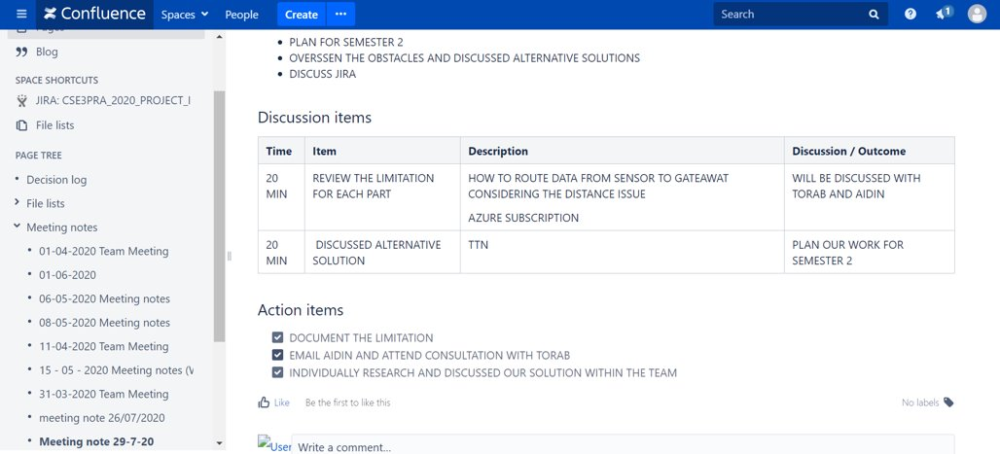 Confluence Spaces People Create ••• Search 1
Blog
SPACE SHORTCUTS
JIRA: CSE3PRA_2020_PROJECT_I
File lists
PAGE TREE
Decision log
File lists
Meeting notes
01-04-2020 Team Meeting
01-06-2020
06-05-2020 Meeting notes
08-05-2020 Meeting notes
11-04-2020 Team Meeting
15 - 05 - 2020 Meeting notes (
31-03-2020 Team Meeting
meeting note 26/07/2020
Meeting note 29-7-20
• PLAN FOR SEMESTER 2
• OVERSSEN THE OBSTACLES AND DISCUSSED ALTERNATIVE SOLUTIONS
• DISCUSS JIRA
Discussion items
Time Item Description Discussion / Outcome
20 REVIEW THE LIMITATION HOW TO ROUTE DATA FROM SENSOR TO GATEAWAT WILL BE DISCUSSED WITH
MIN FOR EACH PART CONSIDERING THE DISTANCE ISSUE TORAB AND AIDIN
AZURE SUBSCRIPTION
20 DISCUSSED ALTERNATIVE TTN PLAN OUR WORK FOR
MIN SOLUTION SEMESTER 2
Action items
DOCUMENT THE LIMITATION
EMAIL AIDIN AND ATTEND CONSULTATION WITH TORAB
INDIVIDUALLY RESEARCH AND DISCUSSED OUR SOLUTION WITHIN THE TEAM
Like Be the first to like this No labels
User Write a comment...